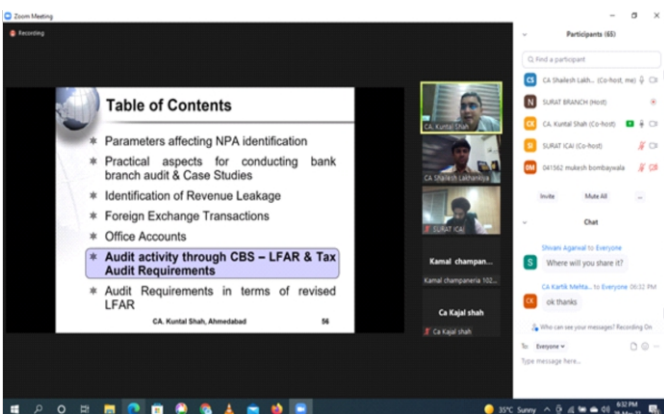 Zoom Meeting
Recording
Table of Contents
Parameters affecting NPA identification
Practical aspects for conducting bank
branch audit & Case Studies
Identification of Revenue Leakage
Foreign Exchange Transactions
Office Accounts
Audit activity through CBS – LFAR & Tax
Audit Requirements
Audit Requirements in terms of revised
LFAR
CA. Kuntal Shah, Ahmedabad 56
CA. Kuntal Shah
CA Shailesh Lakhankiya
SURAT ICAI
Kamal champan...
Kamal champaneria 102...
Ca Kajal shah
Ca Kajal shah
Participants (65)
Find a participant
CS CA Shailesh Lakh... (Co-host, me)
N SURAT BRANCH (Host)
CA. Kuntal Shah (Co-host)
SURAT ICAI (Co-host)
041562 mukesh bombaywala
Invite Mute All ...
Chat
Shivani Agarwal to Everyone
S Where will you share it?
CA Kartik Mehta... to Everyone 06:32 PM
ok thanks
Who can see your messages? Recording On
To: Everyone
Type message here...
35°C Sunny 6:32 PM